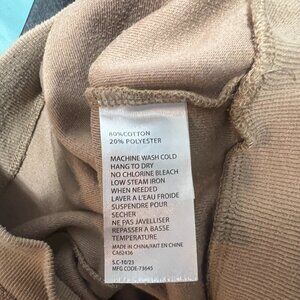 80%COTTON
20% POLYESTER
MACHINE WASH COLD
HANG TO DRY
NO CHLORINE BLEACH
LOW STEAM IRON
WHEN NEEDED
LAVER A L'EAU FROIDE
SUSPENDRE POUR
SECHER
NE PAS JAVELLISER
REPASSER A BASSE
TEMPERATURE
MADE IN CHINA/FAIT EN CHINE
CA02436
S.C-10/23
MFG CODE-73645